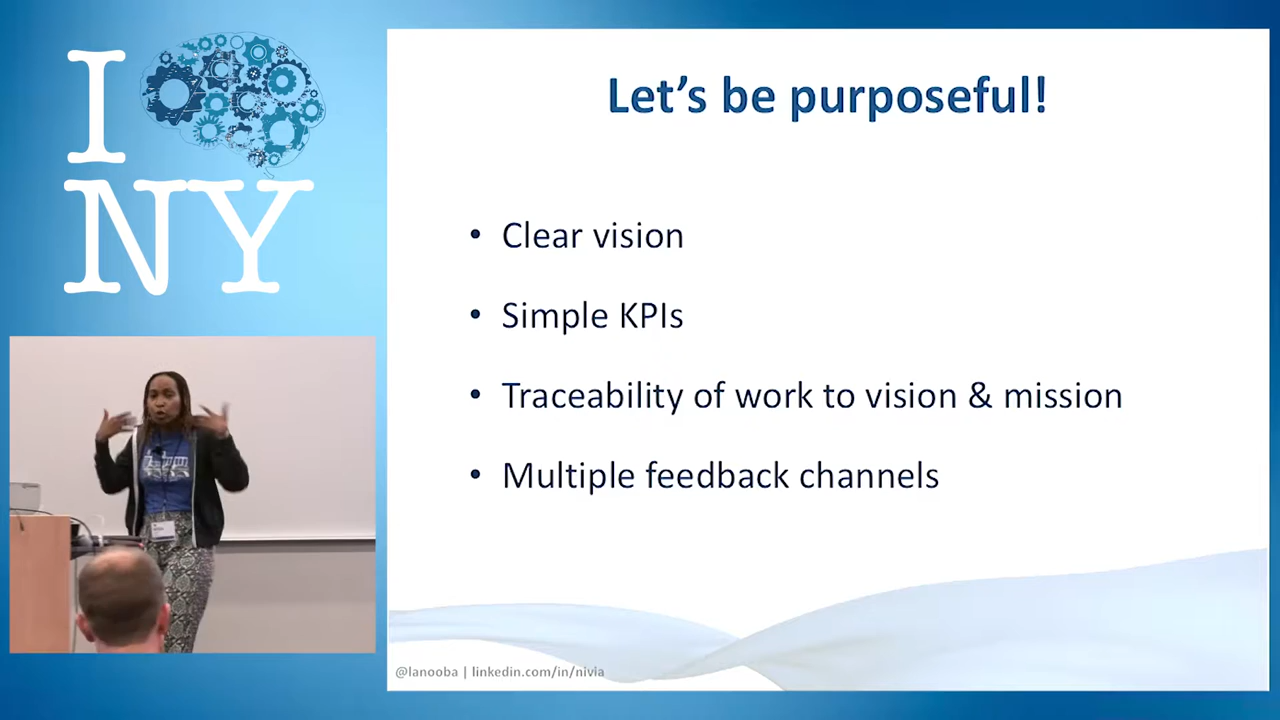 I
NY
Let's be purposeful!
• Clear vision
• Simple KPIs
• Traceability of work to vision & mission
• Multiple feedback channels
@lanooba | linkedin.com/in/nivia